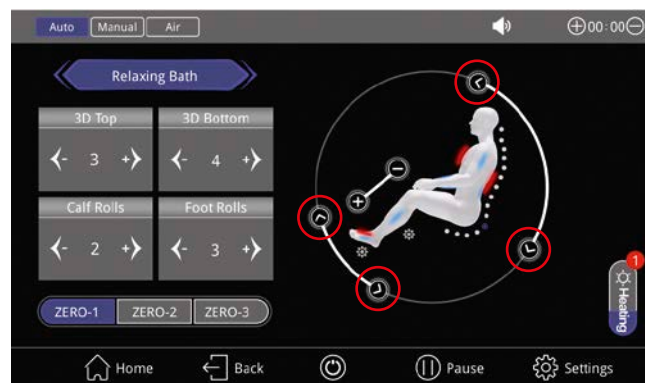 Auto Manual Air 00:00
Relaxing Bath
3D Top 3D Bottom
- 3 + - 4 +
Calf Rolls Foot Rolls
- 2 + - 3 +
ZERO-1 ZERO-2 ZERO-3
1
Heating
Home Back Pause Settings